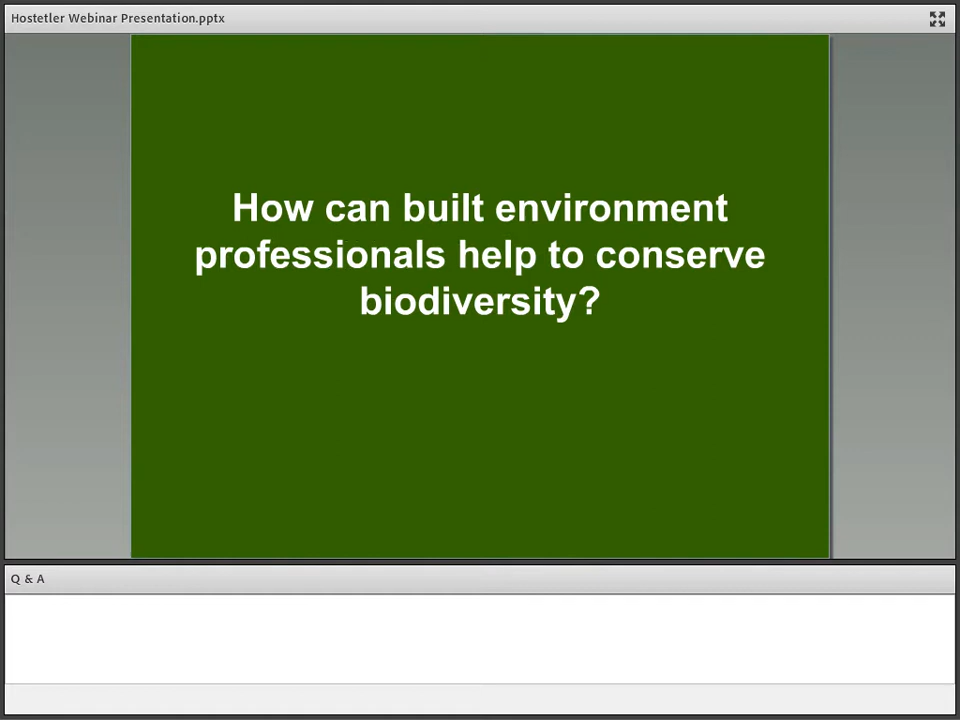 Hostetler Webinar Presentation.pptx
How can built environment
professionals help to conserve
biodiversity?
Q & A